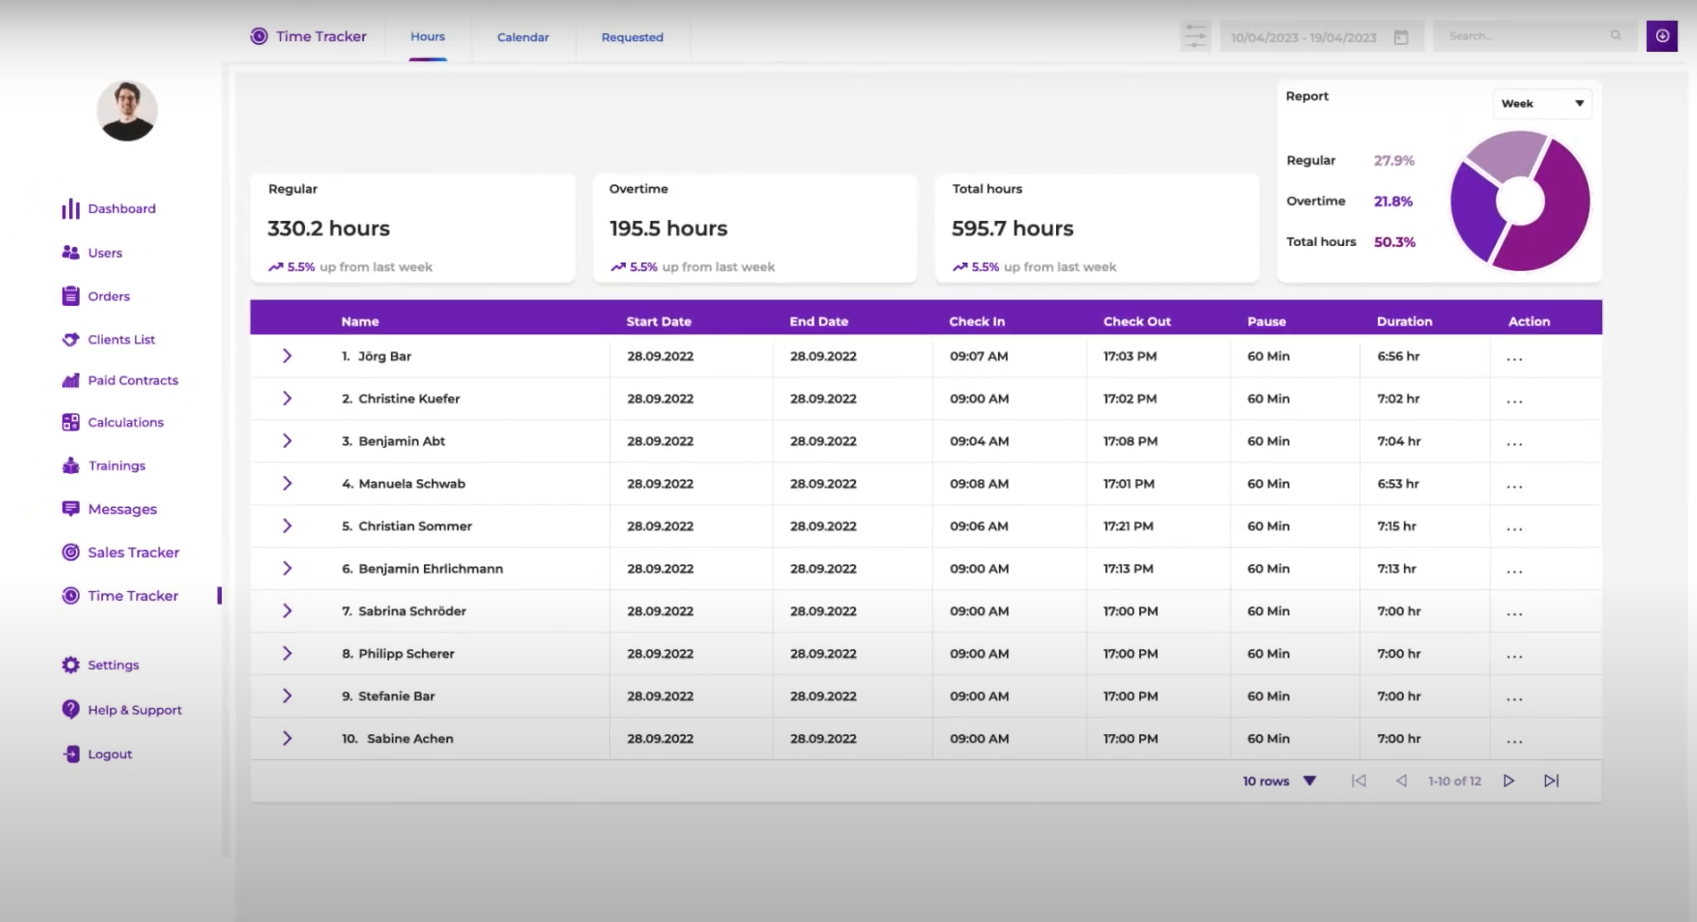 Time Tracker Hours Calendar Requested 10/04/2023 - 19/04/2023 Search...
Dashboard
Users
Orders
Clients List
Paid Contracts
Calculations
Trainings
Messages
Sales Tracker
Time Tracker
Settings
Help & Support
Logout
Regular
330.2 hours
5.5% up from last week
Overtime
195.5 hours
5.5% up from last week
Total hours
595.7 hours
5.5% up from last week
Report Week
Regular 27.9%
Overtime 21.8%
Total hours 50.3%
Name Start Date End Date Check In Check Out Pause Duration Action
1. Jörg Bar 28.09.2022 28.09.2022 09:07 AM 17:03 PM 60 Min 6:56 hr ...
2. Christine Kuefer 28.09.2022 28.09.2022 09:00 AM 17:02 PM 60 Min 7:02 hr ...
3. Benjamin Abt 28.09.2022 28.09.2022 09:04 AM 17:08 PM 60 Min 7:04 hr ...
4. Manuela Schwab 28.09.2022 28.09.2022 09:08 AM 17:01 PM 60 Min 6:53 hr ...
5. Christian Sommer 28.09.2022 28.09.2022 09:06 AM 17:21 PM 60 Min 7:15 hr ...
6. Benjamin Ehrlichmann 28.09.2022 28.09.2022 09:00 AM 17:13 PM 60 Min 7:13 hr ...
7. Sabrina Schröder 28.09.2022 28.09.2022 09:00 AM 17:00 PM 60 Min 7:00 hr ...
8. Philipp Scherer 28.09.2022 28.09.2022 09:00 AM 17:00 PM 60 Min 7:00 hr ...
9. Stefanie Bar 28.09.2022 28.09.2022 09:00 AM 17:00 PM 60 Min 7:00 hr ...
10. Sabine Achen 28.09.2022 28.09.2022 09:00 AM 17:00 PM 60 Min 7:00 hr ...
10 rows 1-10 of 12